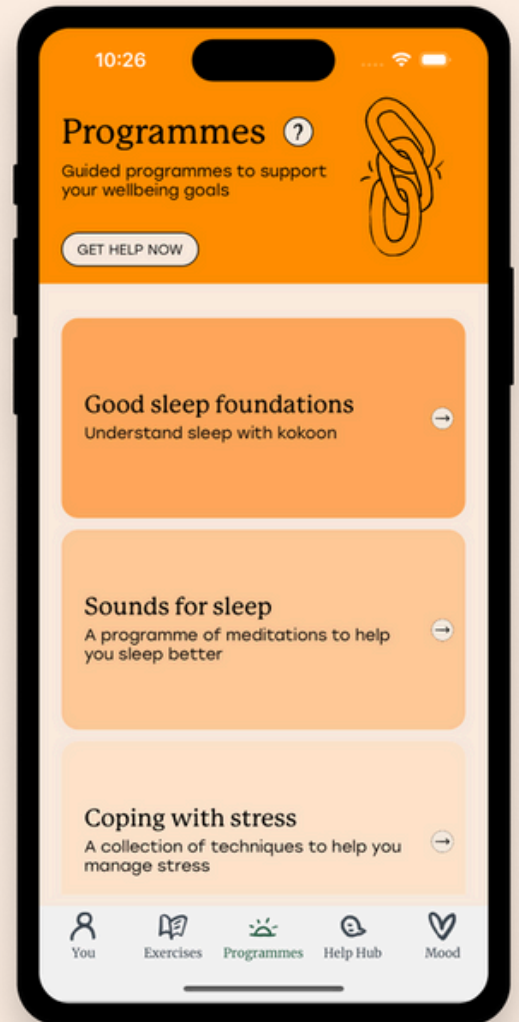 10:26
Programmes ?
Guided programmes to support
your wellbeing goals
GET HELP NOW
Good sleep foundations
Understand sleep with kokoon
Sounds for sleep
A programme of meditations to help
you sleep better
Coping with stress
A collection of techniques to help you
manage stress
You Exercises Programmes Help Hub Mood